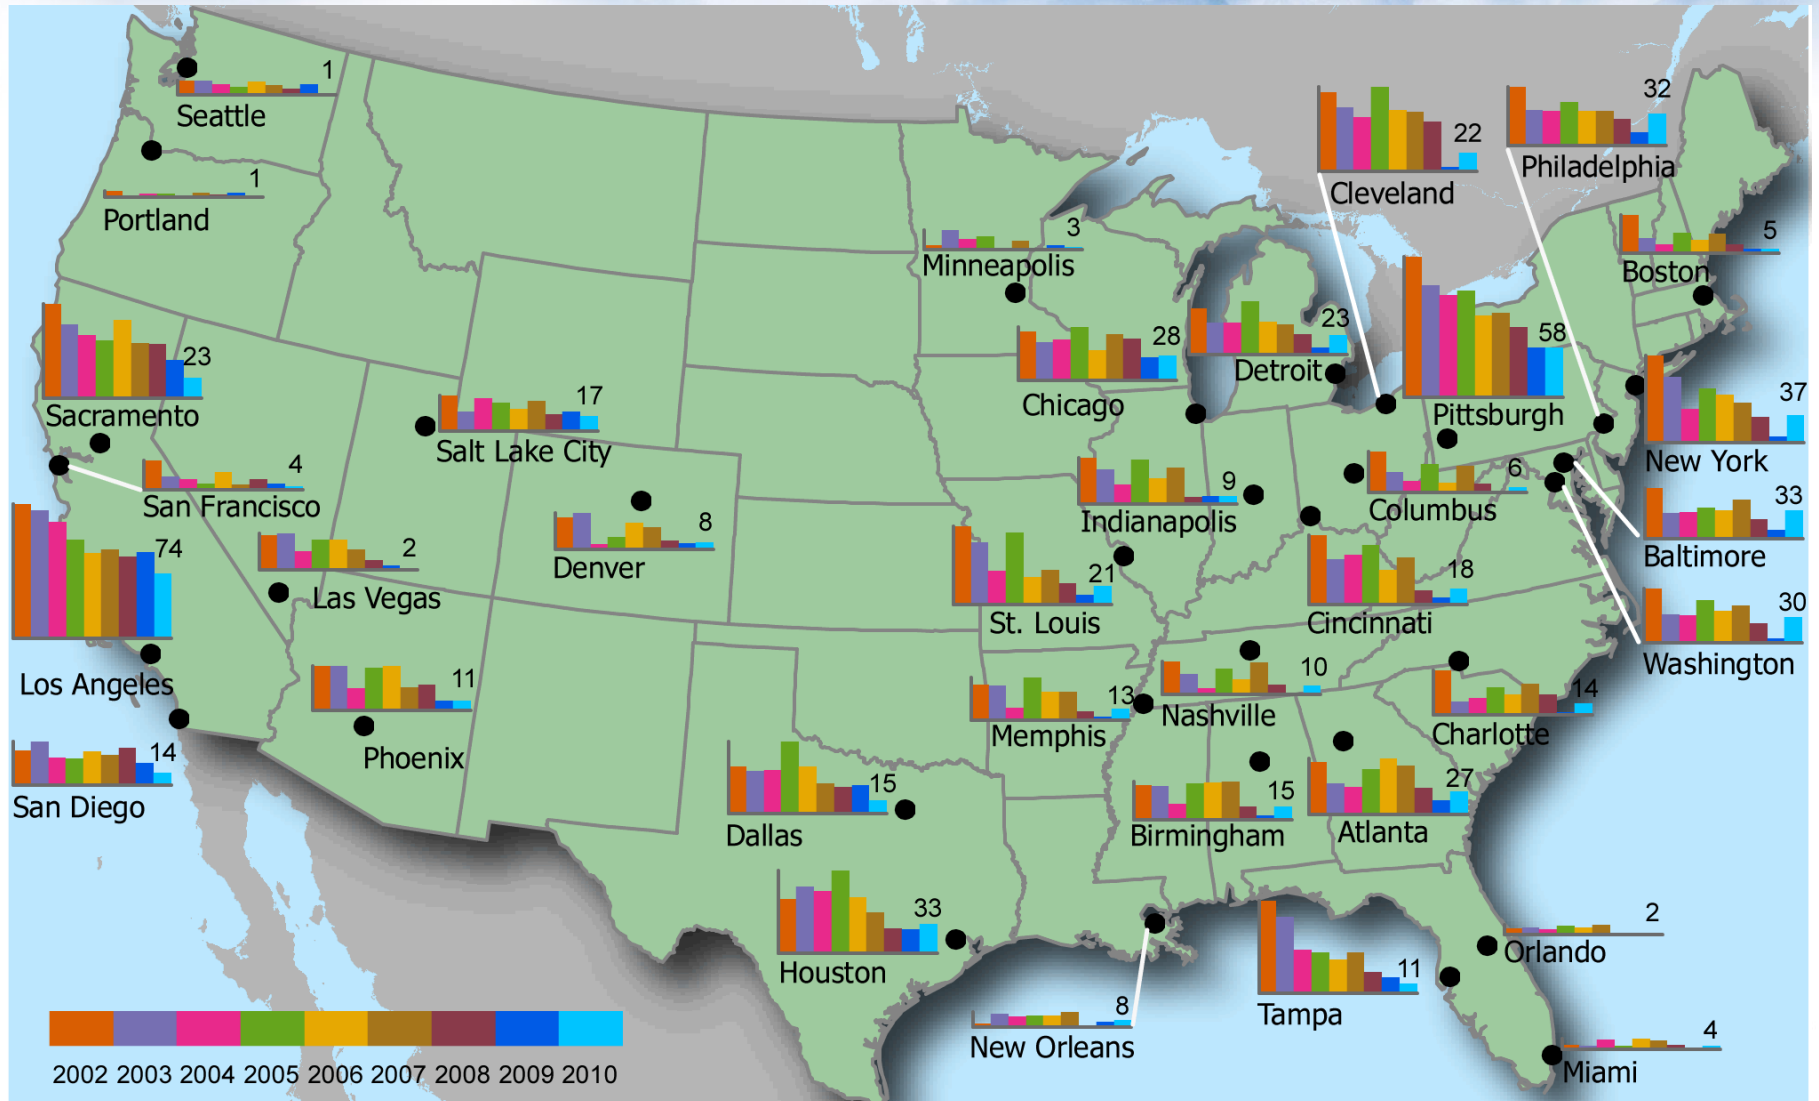 1
Seattle
1
Portland
3
Minneapolis
22
Cleveland
32
Philadelphia
5
Boston
23
Sacramento
17
Salt Lake City
28
Chicago
23
Detroit
58
Pittsburgh
37
New York
4
San Francisco
74
Los Angeles
2
Las Vegas
8
Denver
9
Indianapolis
6
Columbus
33
Baltimore
21
St. Louis
18
Cincinnati
30
Washington
11
Phoenix
14
San Diego
13
Memphis
10
Nashville
14
Charlotte
15
Dallas
15
Birmingham
27
Atlanta
33
Houston
8
New Orleans
11
Tampa
2
Orlando
4
Miami
2002 2003 2004 2005 2006 2007 2008 2009 2010